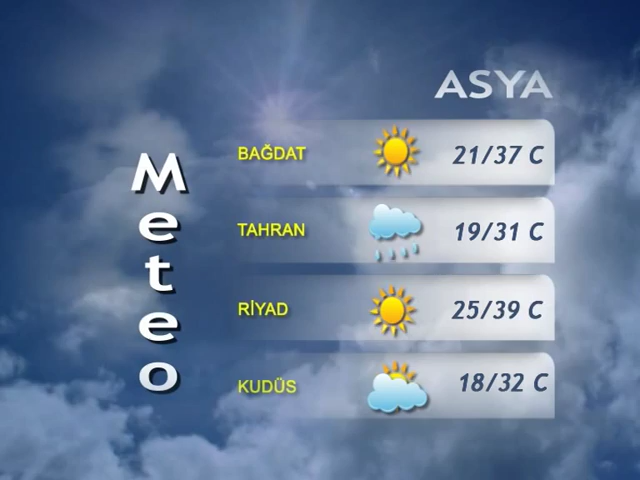 ASYA
Meteo
BAĞDAT 21/37 C
TAHRAN 19/31 C
RİYAD 25/39 C
KUDÜS 18/32 C